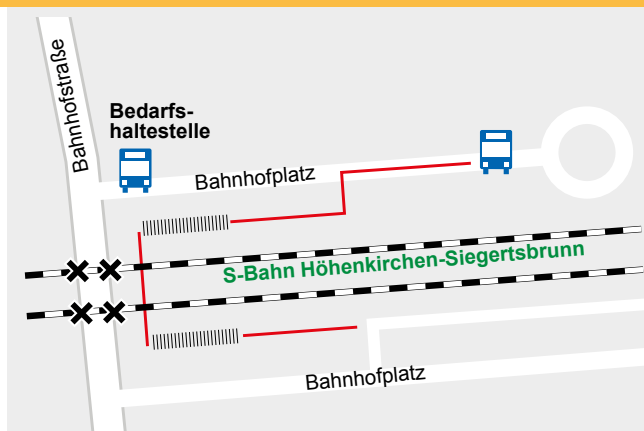 Bahnhofstraße
Bedarfs-
haltestelle
Bahnhofplatz
S-Bahn Höhenkirchen-Siegertsbrunn
Bahnhofplatz